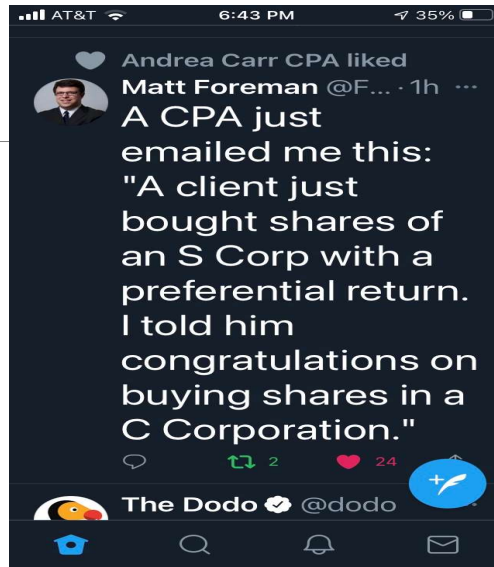 AT&T 6:43 PM 35%
Andrea Carr CPA liked
Matt Foreman @F... · 1h ...
A CPA just
emailed me this:
"A client just
bought shares of
an S Corp with a
preferential return.
I told him
congratulations on
buying shares in a
C Corporation."
2 24
The Dodo @dodo